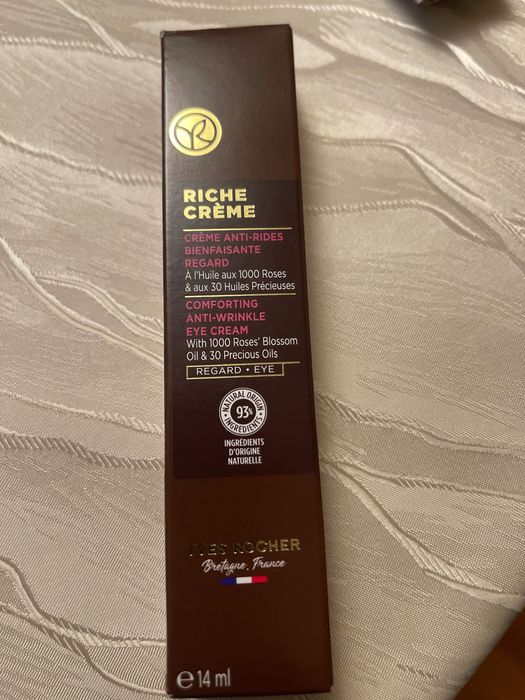 RICHE
CRÈME
CRÈME ANTI-RIDES
BIENFAISANTE
REGARD
À l'Huile aux 1000 Roses
& aux 30 Huiles Précieuses
COMFORTING
ANTI-WRINKLE
EYE CREAM
With 1000 Roses' Blossom
Oil & 30 Precious Oils
REGARD • EYE
NATURAL ORIGIN
93%
INGREDIENTS
INGRÉDIENTS
D'ORIGINE
NATURELLE
YVES ROCHER
Bretagne, France
℮14 ml